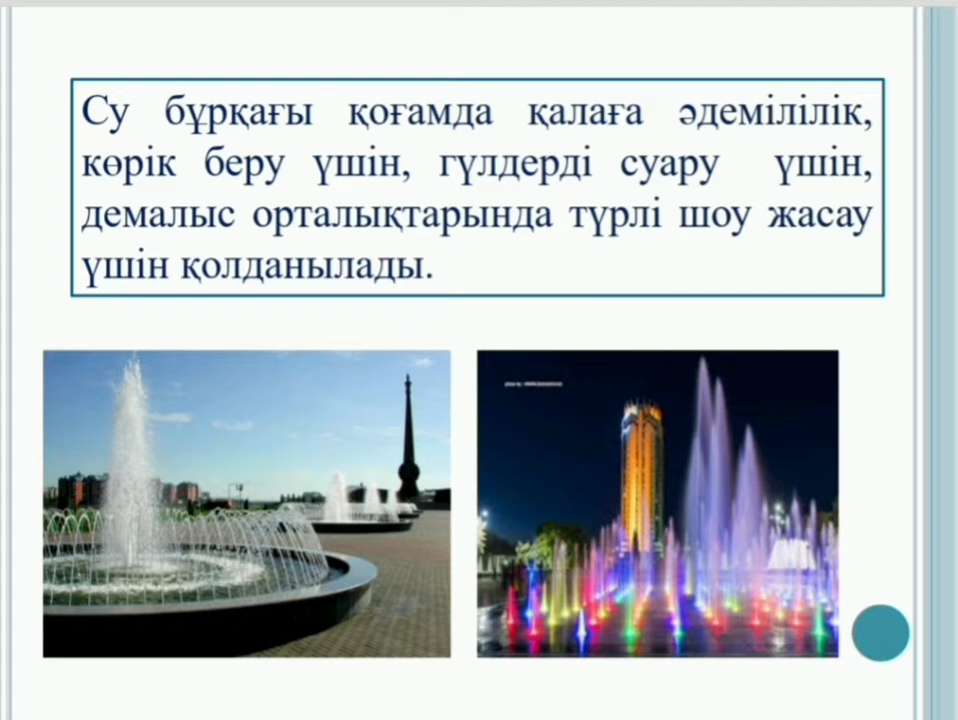 Су бұрқағы қоғамда қалаға әдемілілік,
көрік беру үшін, гүлдерді суару үшін,
демалыс орталықтарында түрлі шоу жасау
үшін қолданылады.